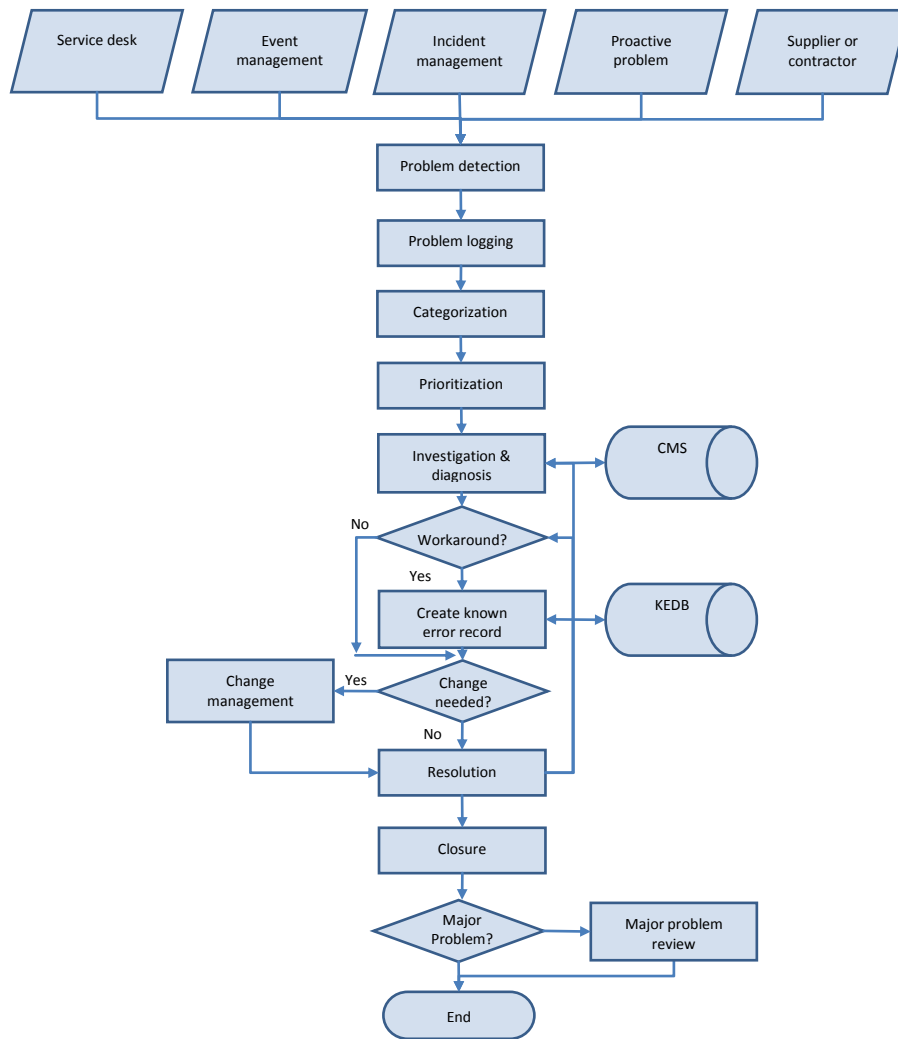 Service desk
Event
management
Incident
management
Proactive
problem
Supplier or
contractor
Problem detection
Problem logging
Categorization
Prioritization
Investigation &
diagnosis
CMS
No
Workaround?
Yes
Create known
error record
KEDB
Change
management
Yes
Change
needed?
No
Resolution
Closure
Major
Problem?
Major problem
review
End